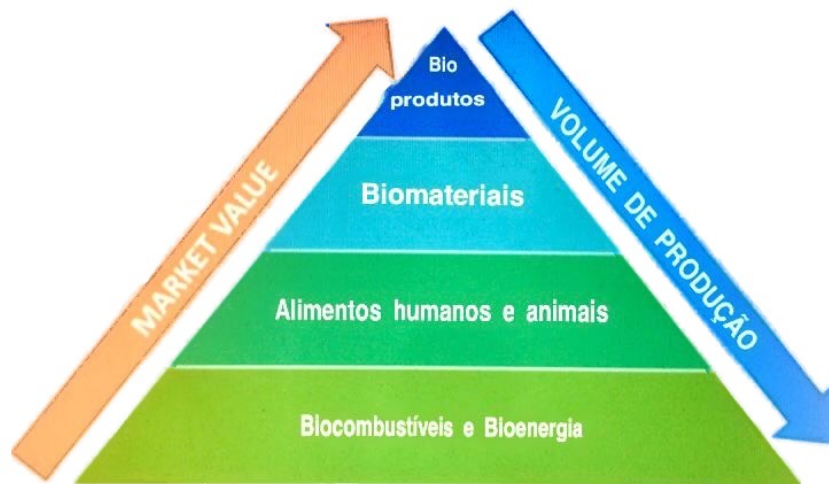 Bio
produtos
MARKET VALUE
VOLUME DE PRODUÇÃO
Biomateriais
Alimentos humanos e animais
Biocombustíveis e Bioenergia